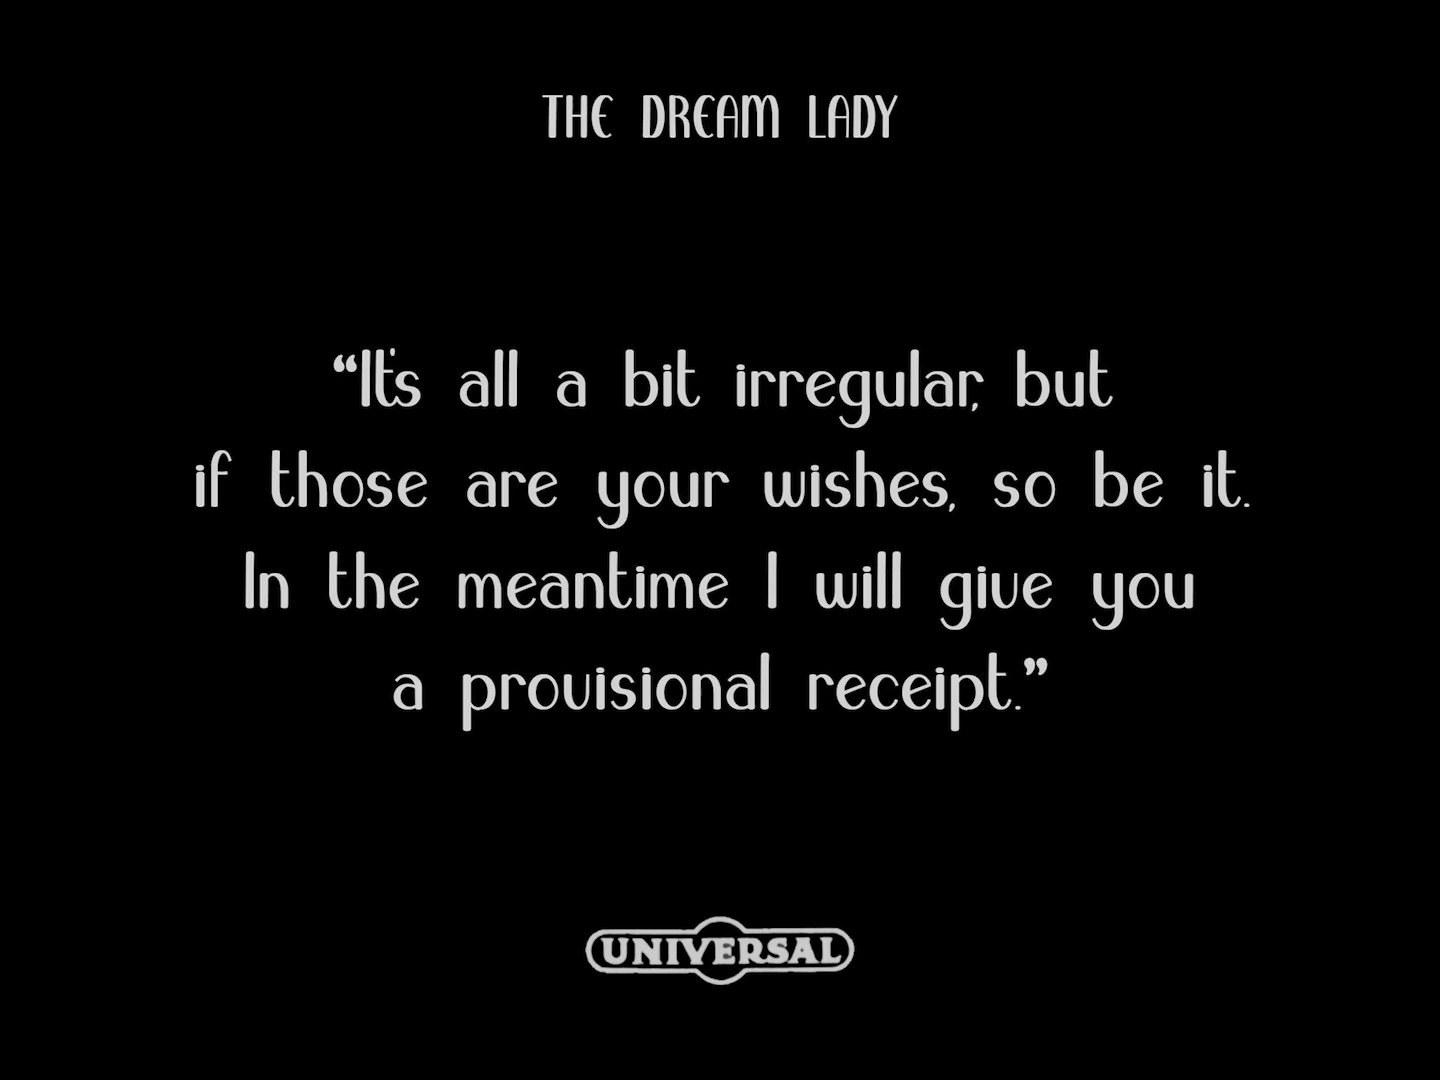 THE DREAM LADY
“It's all a bit irregular, but
if those are your wishes, so be it.
In the meantime I will give you
a provisional receipt.”
UNIVERSAL